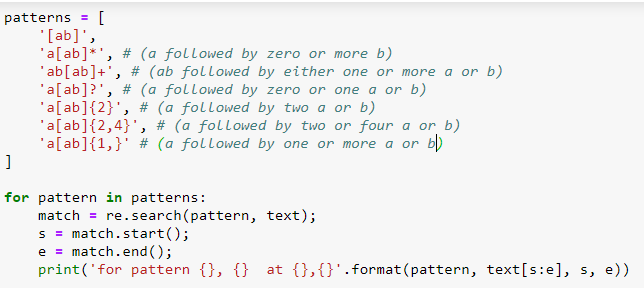 patterns = [
    '[ab]',
    'a[ab]*', # (a followed by zero or more b)
    'ab[ab]+', # (ab followed by either one or more a or b)
    'a[ab]?', # (a followed by zero or one a or b)
    'a[ab]{2}', # (a followed by two a or b)
    'a[ab]{2,4}', # (a followed by two or four a or b)
    'a[ab]{1,}' # (a followed by one or more a or b)
]
for pattern in patterns:
    match = re.search(pattern, text);
    s = match.start();
    e = match.end();
    print('for pattern {}, {}  at {},{}'.format(pattern, text[s:e], s, e))